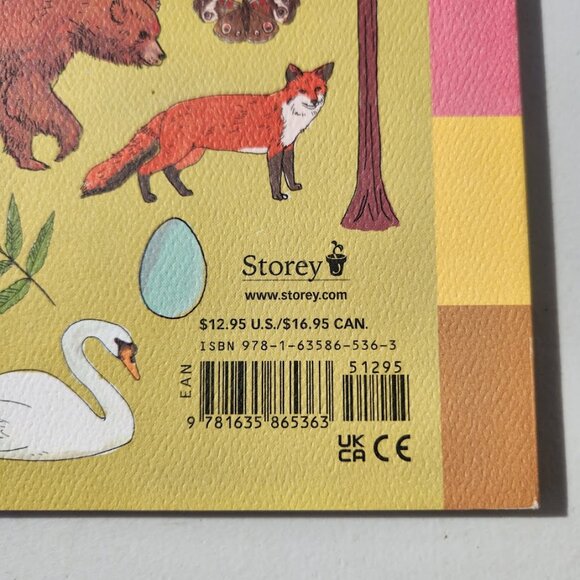 Storey
www.storey.com
$12.95 U.S./$16.95 CAN.
ISBN 978-1-63586-536-3
EAN
51295
9 781635 865363
UK
CA CE